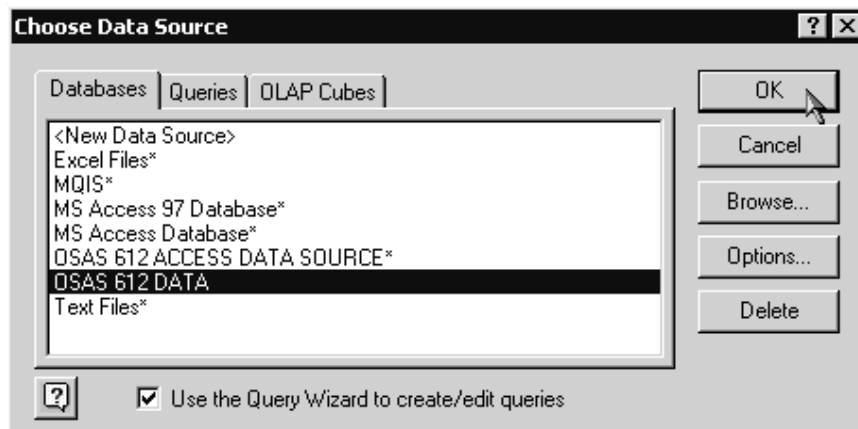 Choose Data Source
Databases Queries OLAP Cubes
<New Data Source>
Excel Files*
MQIS*
MS Access 97 Database*
MS Access Database*
OSAS 612 ACCESS DATA SOURCE*
OSAS 612 DATA
Text Files*
OK
Cancel
Browse...
Options...
Delete
Use the Query Wizard to create/edit queries